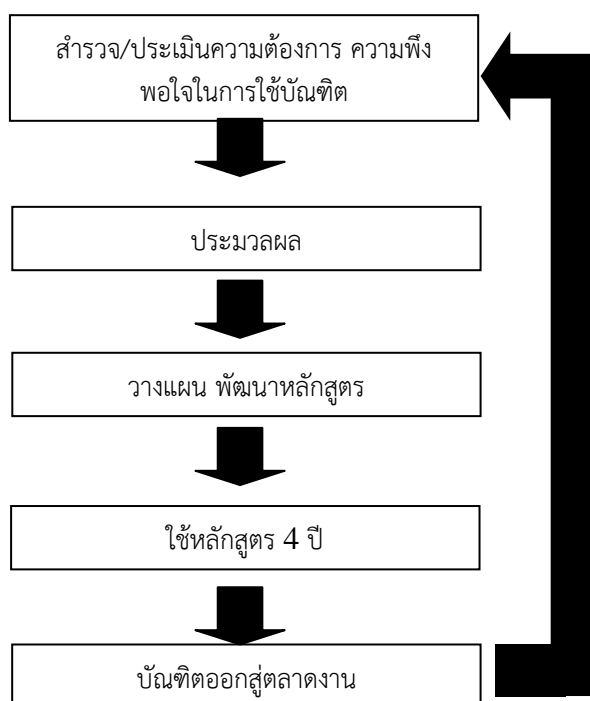 สำรวจ/ประเมินความต้องการ ความพึง
พอใจในการใช้บัณฑิต
ประมวลผล
วางแผน พัฒนาหลักสูตร
ใช้หลักสูตร 4 ปี
บัณฑิตออกสู่ตลาดงาน